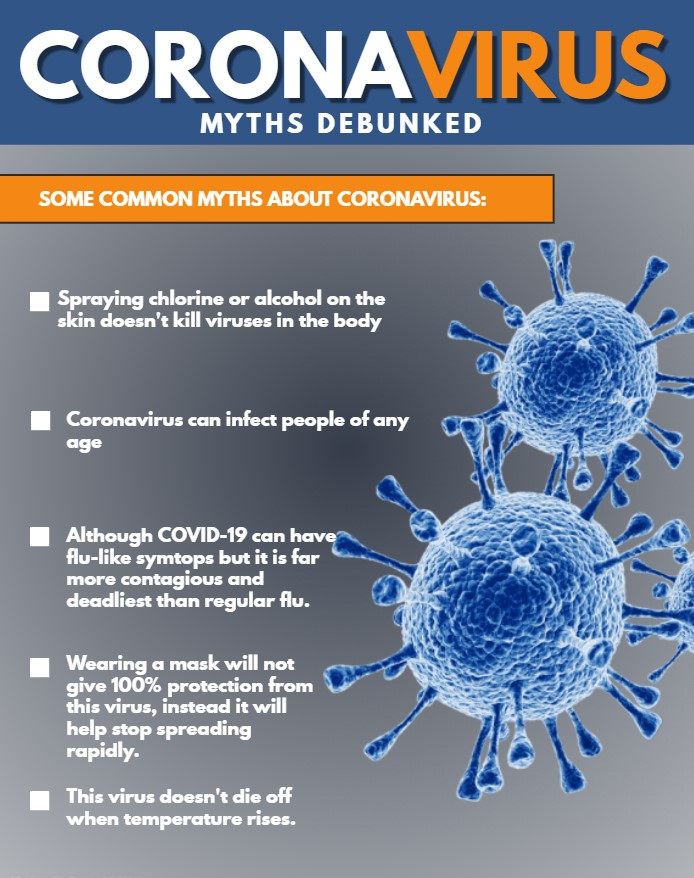 CORONAVIRUS
MYTHS DEBUNKED
SOME COMMON MYTHS ABOUT CORONAVIRUS:
Spraying chlorine or alcohol on the
skin doesn't kill viruses in the body
Coronavirus can infect people of any
age
Although COVID-19 can have
flu-like symtops but it is far
more contagious and
deadliest than regular flu.
Wearing a mask will not
give 100% protection from
this virus, instead it will
help stop spreading
rapidly.
This virus doesn't die off
when temperature rises.